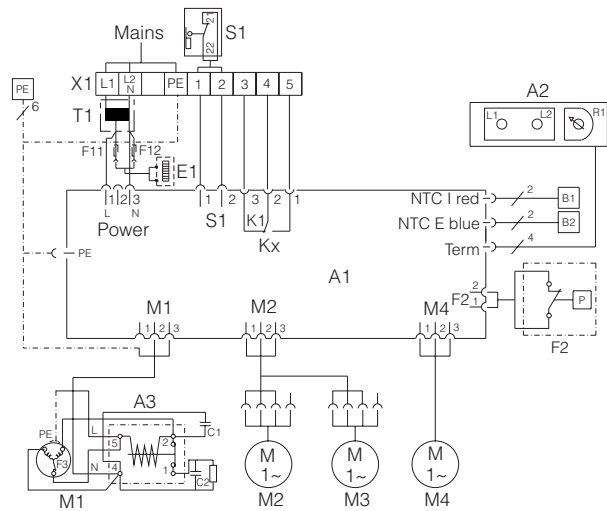 Mains
21
22
S1
PE
6
X1
L1
L2
N
PE
1
2
3
4
5
T1
F11
F12
E1
A2
L1
L2
R1
1
2
3
L
N
Power
1
2
S1
3
K1
2
1
Kx
NTC I red
2
B1
NTC E blue
2
B2
Term
4
PE
A1
2
F2
1
P
F2
M1
1 2 3
M2
1 2 3
M4
1 2 3
A3
PE
L
5
2
C1
F3
N
4
1
C2
M1
M
1~
M2
M
1~
M3
M
1~
M4